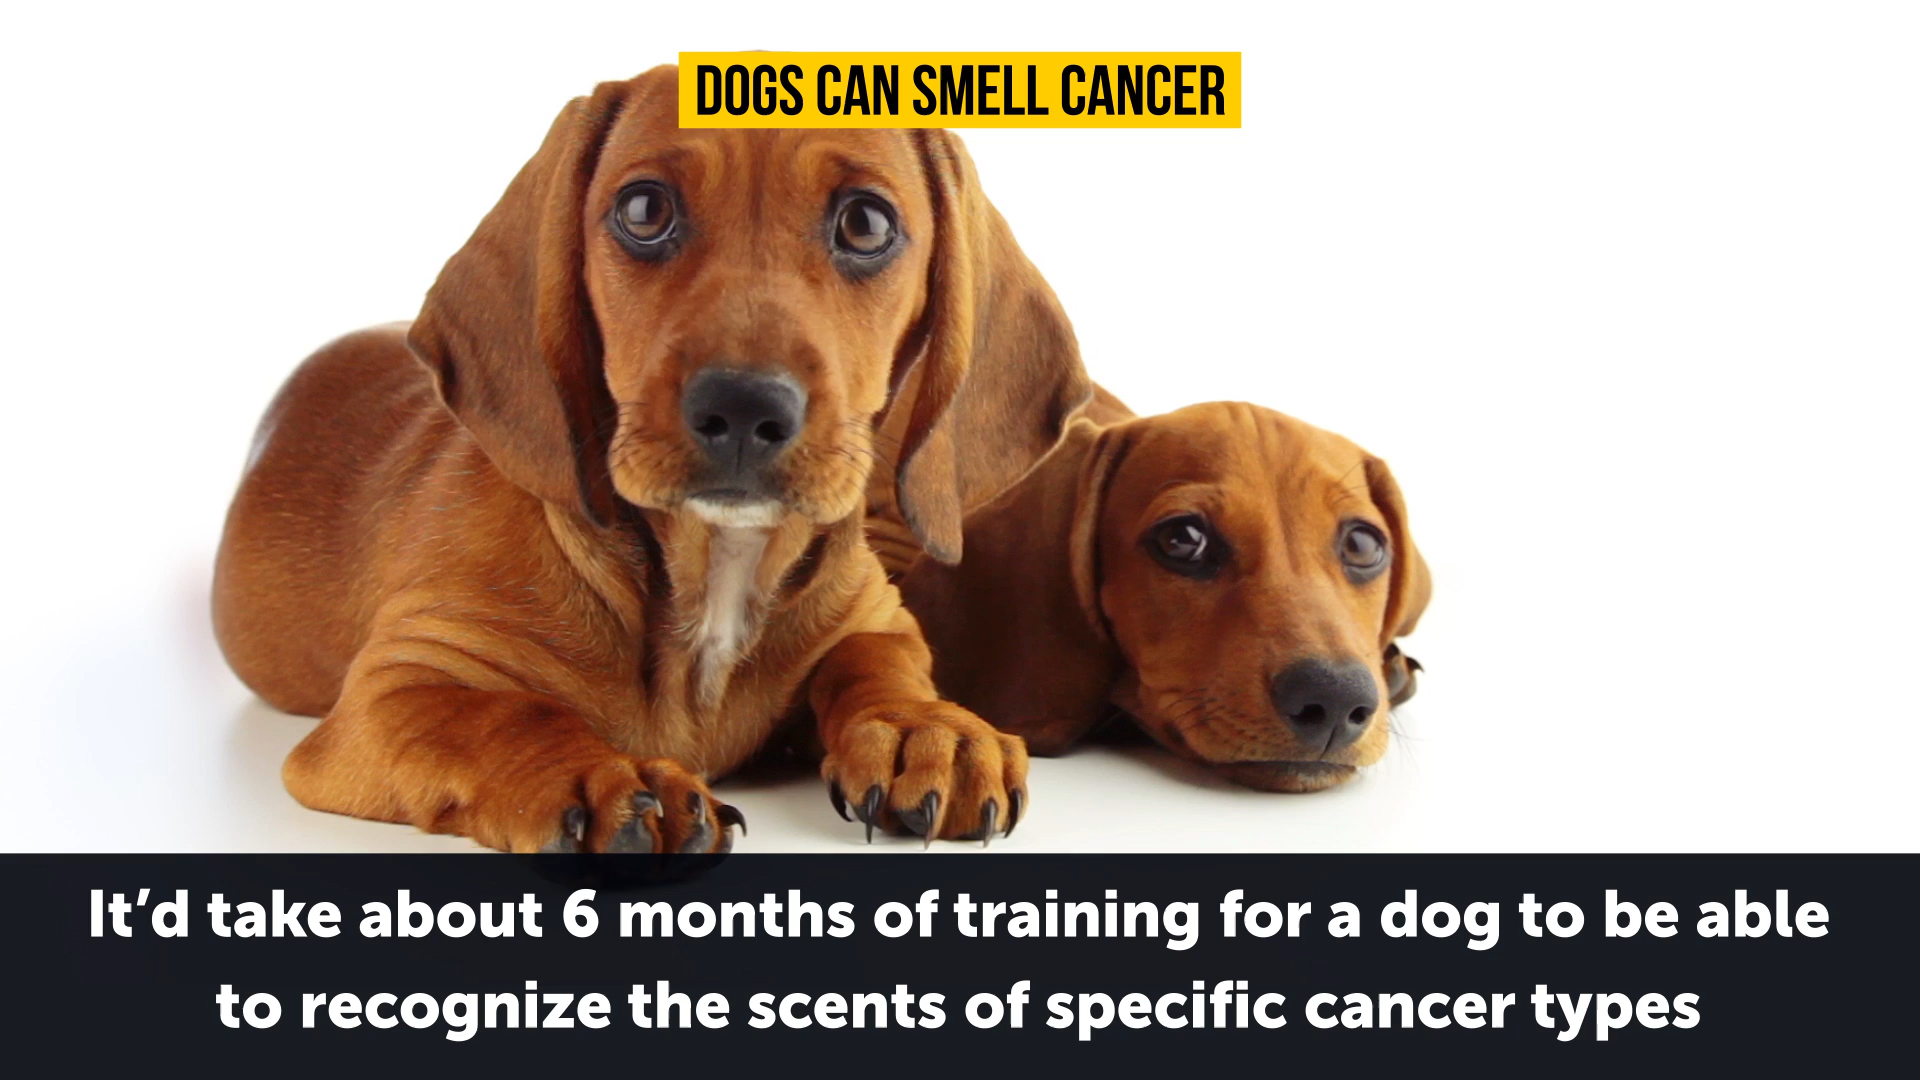 DOGS CAN SMELL CANCER
It’d take about 6 months of training for a dog to be able
to recognize the scents of specific cancer types